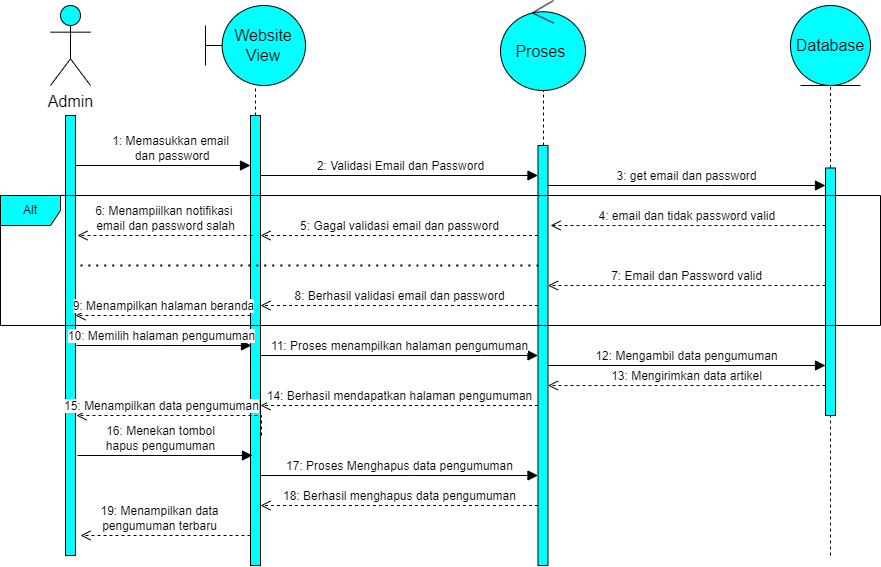 Website
View
Proses
Database
Admin
1: Memasukkan email
dan password
2: Validasi Email dan Password
3: get email dan password
Alt
6: Menampiilkan notifikasi
email dan password salah
5: Gagal validasi email dan password
4: email dan tidak password valid
7: Email dan Password valid
8: Berhasil validasi email dan password
9: Menampilkan halaman beranda
10: Memilih halaman pengumuman
11: Proses menampilkan halaman pengumuman
12: Mengambil data pengumuman
13: Mengirimkan data artikel
14: Berhasil mendapatkan halaman pengumuman
15: Menampilkan data pengumuman
16: Menekan tombol
hapus pengumuman
17: Proses Menghapus data pengumuman
18: Berhasil menghapus data pengumuman
19: Menampilkan data
pengumuman terbaru